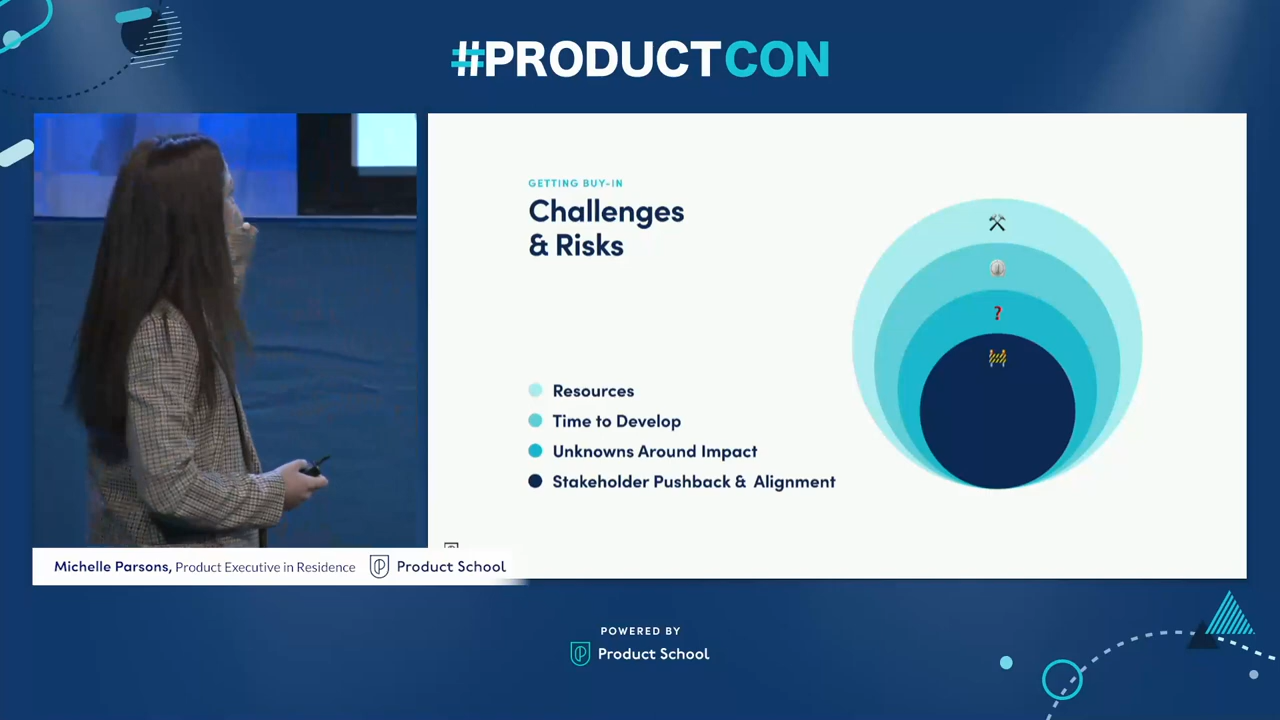 #PRODUCTCON
GETTING BUY-IN
Challenges
& Risks
Resources
Time to Develop
Unknowns Around Impact
Stakeholder Pushback & Alignment
Michelle Parsons, Product Executive in Residence
Product School
POWERED BY
Product School